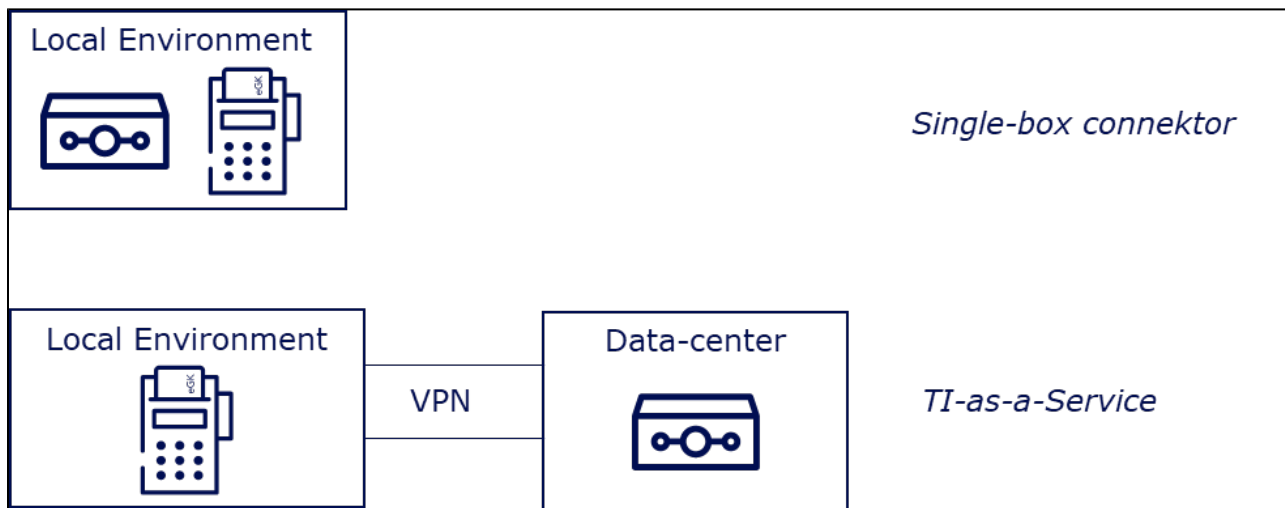 Local Environment
eGK
Single-box connektor
Local Environment
eGK
VPN
Data-center
TI-as-a-Service